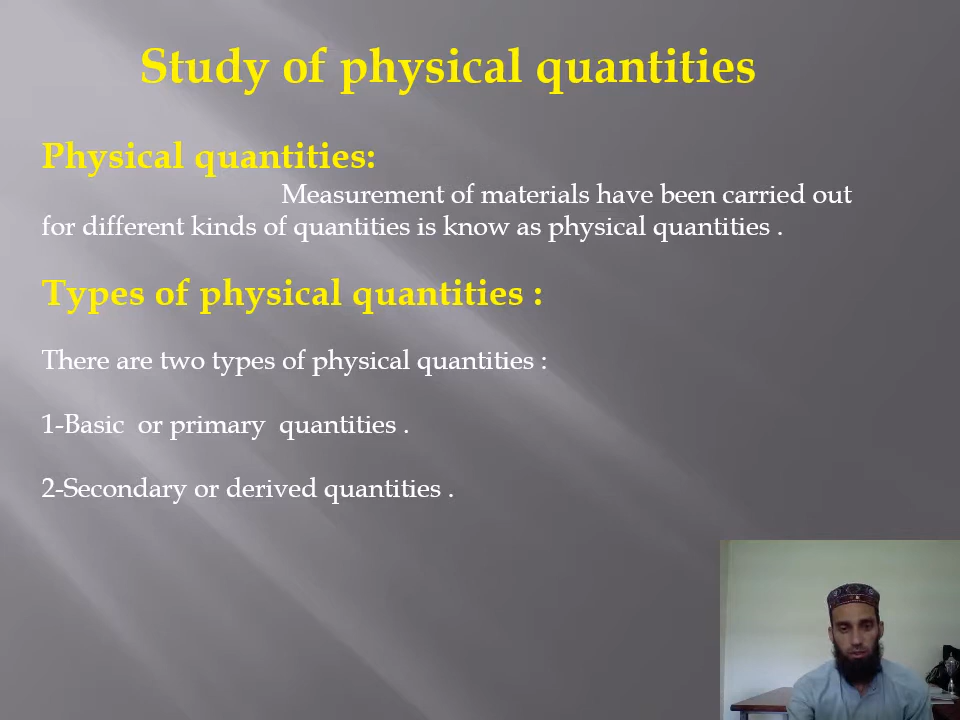 Study of physical quantities
Physical quantities:
Measurement of materials have been carried out
for different kinds of quantities is know as physical quantities .
Types of physical quantities :
There are two types of physical quantities :
1-Basic  or primary  quantities .
2-Secondary or derived quantities .